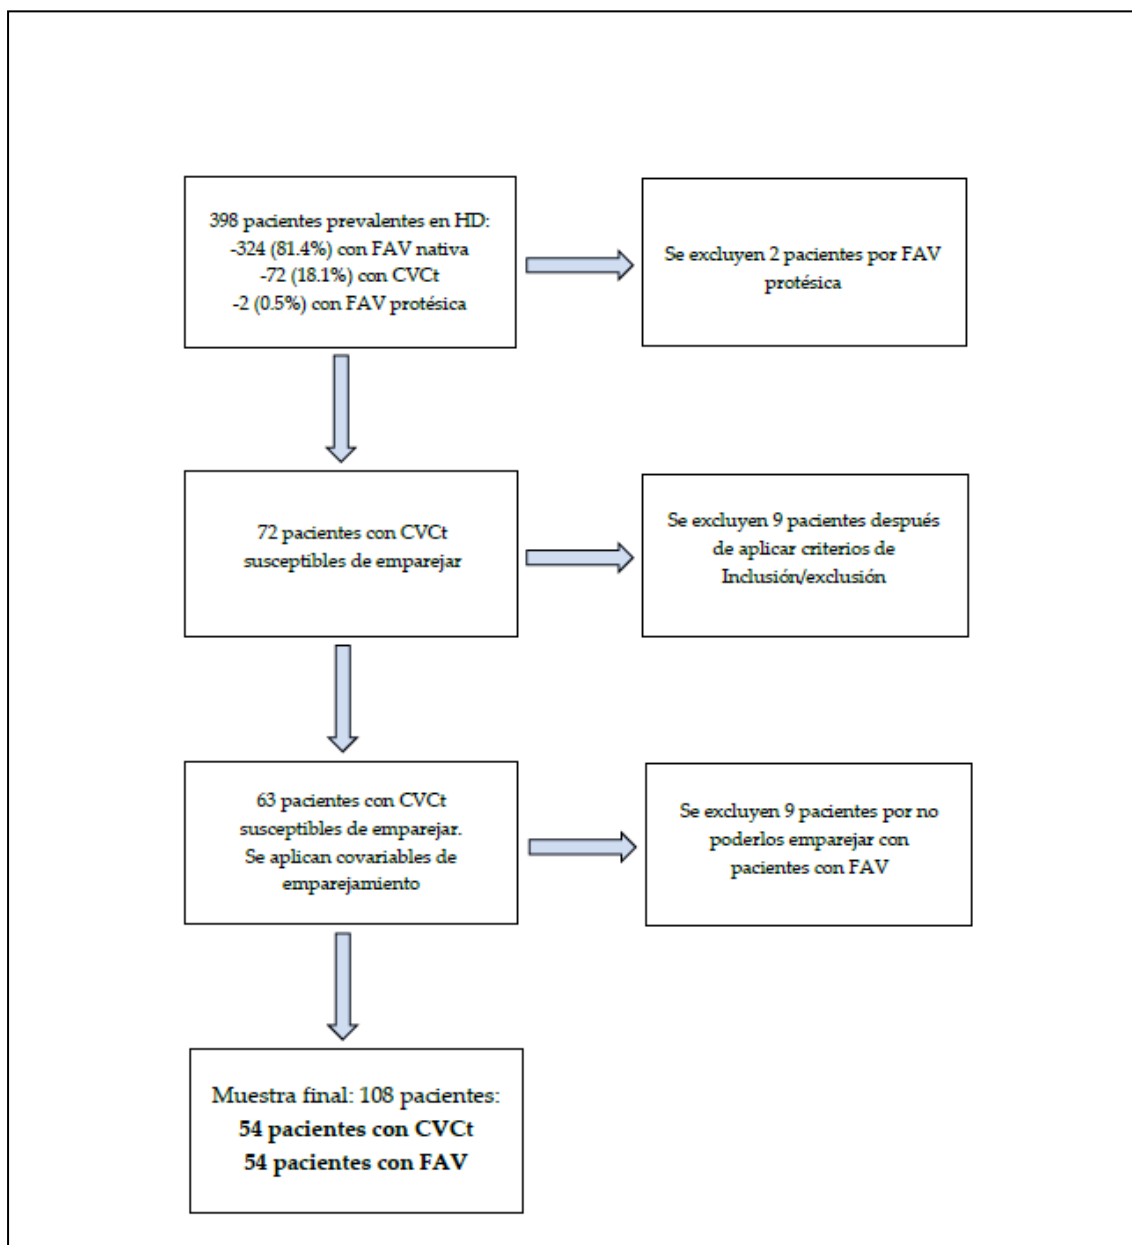 398 pacientes prevalentes en HD:
-324 (81.4%) con FAV nativa
-72 (18.1%) con CVCt
-2 (0.5%) con FAV protésica
Se excluyen 2 pacientes por FAV
protésica
72 pacientes con CVCt
susceptibles de emparejar
Se excluyen 9 pacientes después
de aplicar criterios de
Inclusión/exclusión
63 pacientes con CVCt
susceptibles de emparejar.
Se aplican covariables de
emparejamiento
Se excluyen 9 pacientes por no
poderlos emparejar con
pacientes con FAV
Muestra final: 108 pacientes:
54 pacientes con CVCt
54 pacientes con FAV